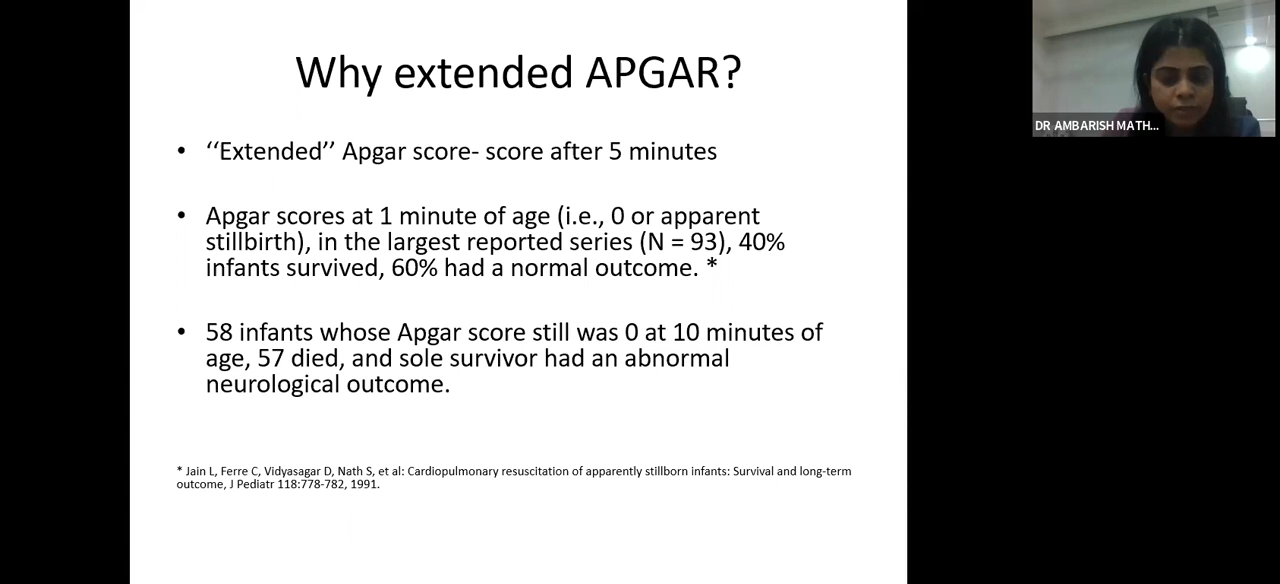 Why extended APGAR?
• ‘‘Extended’’ Apgar score- score after 5 minutes
• Apgar scores at 1 minute of age (i.e., 0 or apparent
stillbirth), in the largest reported series (N = 93), 40%
infants survived, 60% had a normal outcome. *
• 58 infants whose Apgar score still was 0 at 10 minutes of
age, 57 died, and sole survivor had an abnormal
neurological outcome.
* Jain L, Ferre C, Vidyasagar D, Nath S, et al: Cardiopulmonary resuscitation of apparently stillborn infants: Survival and long-term
outcome, J Pediatr 118:778-782, 1991.
DR AMBARISH MATH...